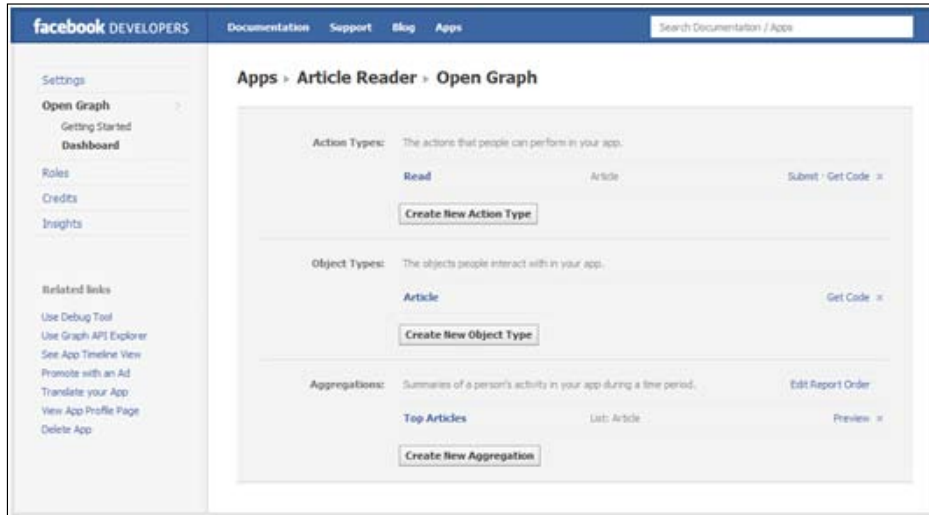 facebook DEVELOPERS Documentation Support Blog Apps Search Documentation / Apps
Apps ▸ Article Reader ▸ Open Graph
Settings
Open Graph
Getting Started
Dashboard
Roles
Credits
Insights
Related links
Use Debug Tool
Use Graph API Explorer
See App Timeline View
Promote with an Ad
Translate your App
View App Profile Page
Delete App
Action Types: The actions that people can perform in your app.
Read Article Submit · Get Code ×
Create New Action Type
Object Types: The objects people interact with in your app.
Article Get Code ×
Create New Object Type
Aggregations: Summaries of a person's activity in your app during a time period. Edit Report Order
Top Articles List: Article Preview ×
Create New Aggregation